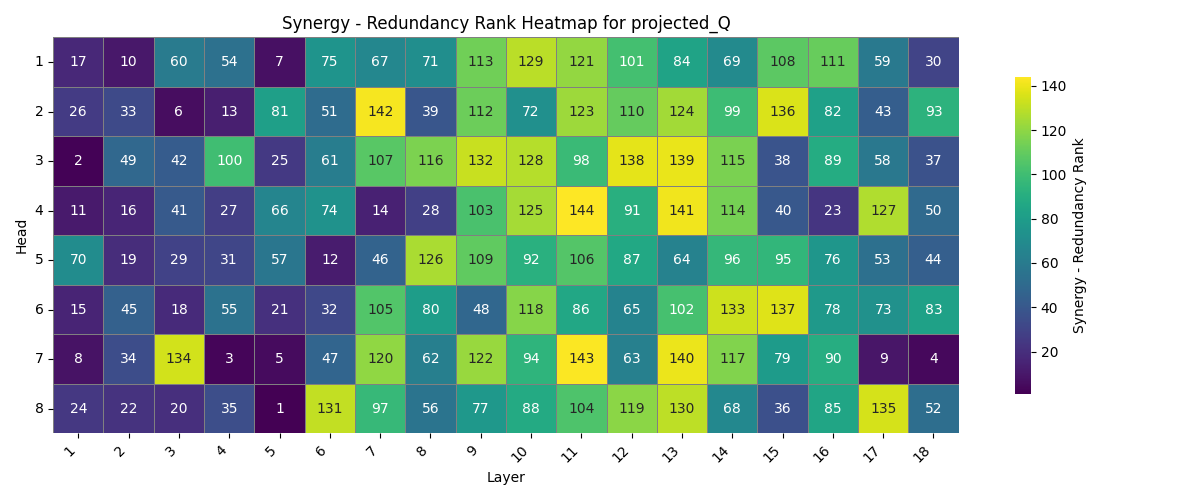 Synergy - Redundancy Rank Heatmap for projected_Q
Head
1 17 10 60 54 7 75 67 71 113 129 121 101 84 69 108 111 59 30
2 26 33 6 13 81 51 142 39 112 72 123 110 124 99 136 82 43 93
3 2 49 42 100 25 61 107 116 132 128 98 138 139 115 38 89 58 37
4 11 16 41 27 66 74 14 28 103 125 144 91 141 114 40 23 127 50
5 70 19 29 31 57 12 46 126 109 92 106 87 64 96 95 76 53 44
6 15 45 18 55 21 32 105 80 48 118 86 65 102 133 137 78 73 83
7 8 34 134 3 5 47 120 62 122 94 143 63 140 117 79 90 9 4
8 24 22 20 35 1 131 97 56 77 88 104 119 130 68 36 85 135 52
1 2 3 4 5 6 7 8 9 10 11 12 13 14 15 16 17 18
Layer
140
120
100
80
60
40
20
Synergy - Redundancy Rank